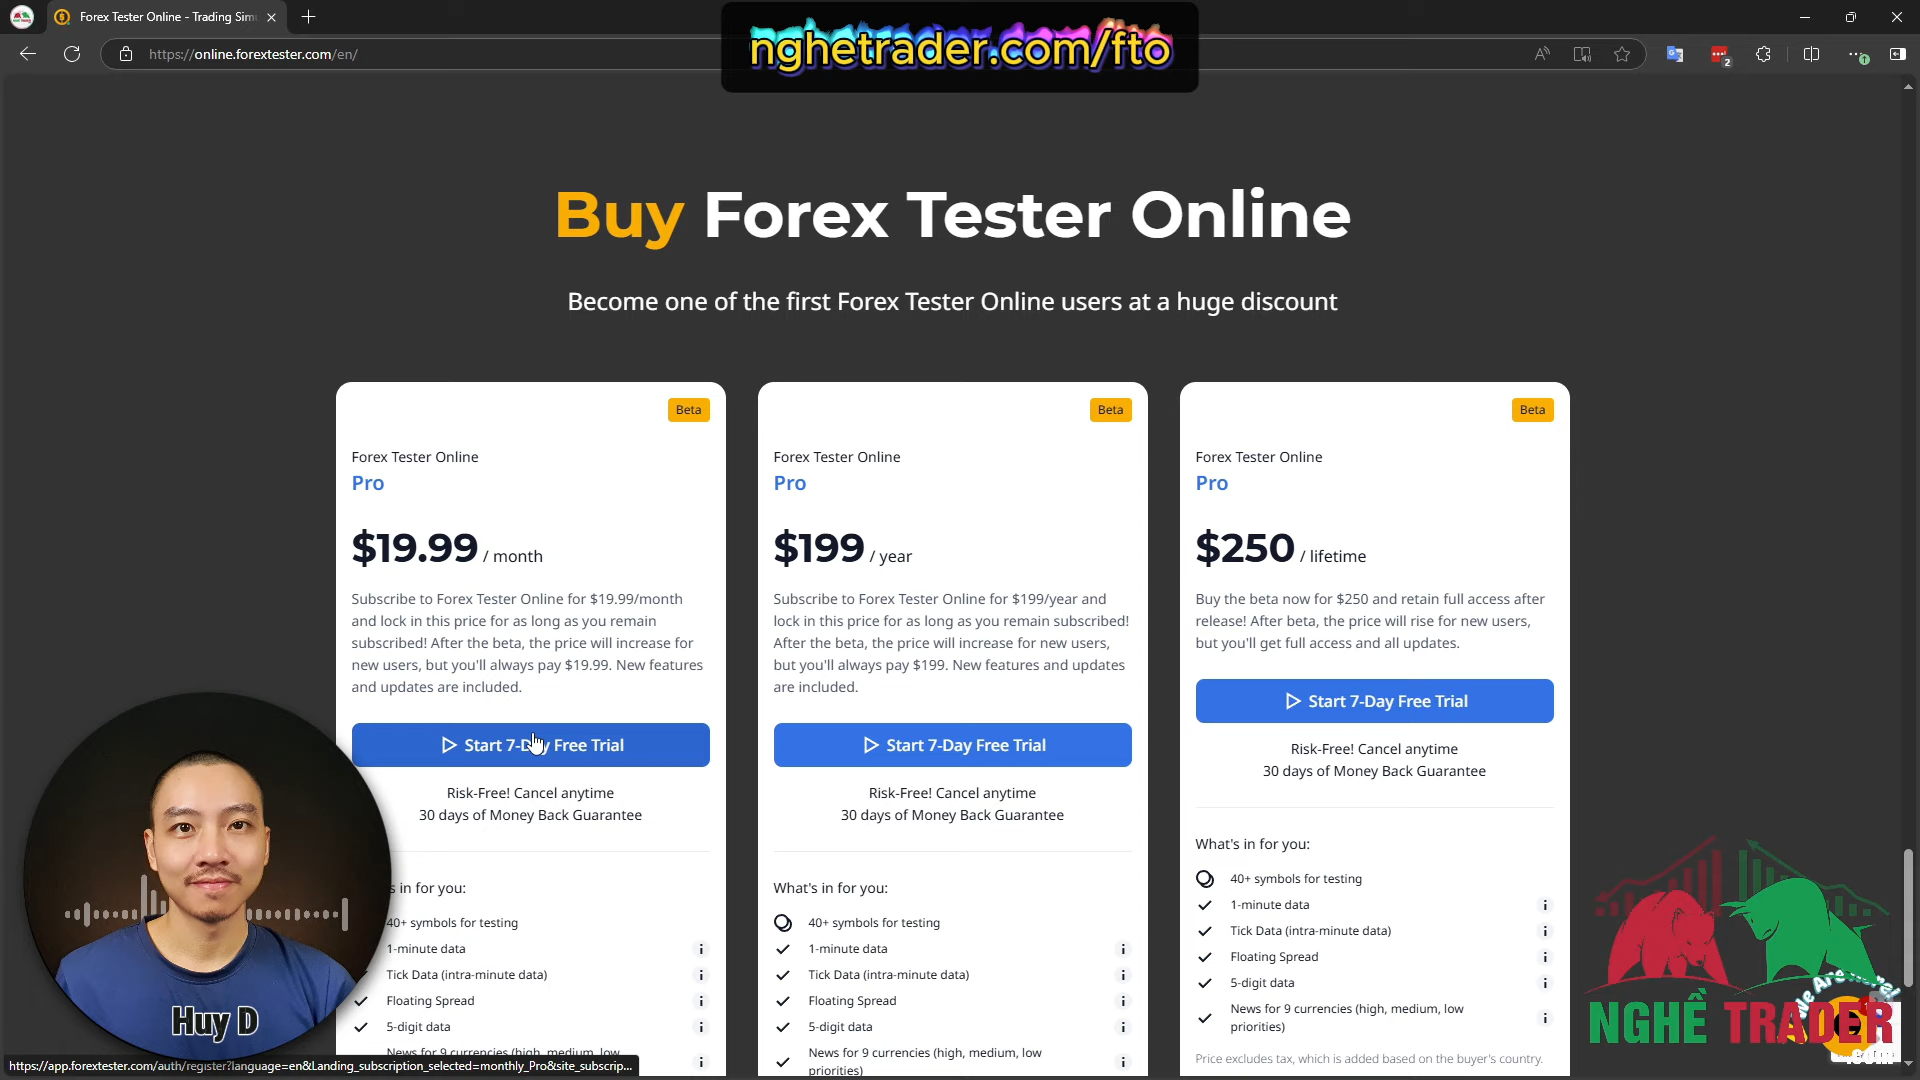 Forex Tester Online - Trading Sim
https://online.forextester.com/en/
nghetrader.com/fto
2
Buy Forex Tester Online
Become one of the first Forex Tester Online users at a huge discount
Beta
Forex Tester Online
Pro
$19.99 / month
Subscribe to Forex Tester Online for $19.99/month
and lock in this price for as long as you remain
subscribed! After the beta, the price will increase for
new users, but you'll always pay $19.99. New features
and updates are included.
Start 7-Day Free Trial
Risk-Free! Cancel anytime
30 days of Money Back Guarantee
s in for you:
40+ symbols for testing
1-minute data
Tick Data (intra-minute data)
Floating Spread
5-digit data
News for 9 currencies (high, medium, low
Beta
Forex Tester Online
Pro
$199 / year
Subscribe to Forex Tester Online for $199/year and
lock in this price for as long as you remain subscribed!
After the beta, the price will increase for new users,
but you'll always pay $199. New features and updates
are included.
Start 7-Day Free Trial
Risk-Free! Cancel anytime
30 days of Money Back Guarantee
What's in for you:
40+ symbols for testing
1-minute data
Tick Data (intra-minute data)
Floating Spread
5-digit data
News for 9 currencies (high, medium, low
priorities)
Beta
Forex Tester Online
Pro
$250 / lifetime
Buy the beta now for $250 and retain full access after
release! After beta, the price will rise for new users,
but you'll get full access and all updates.
Start 7-Day Free Trial
Risk-Free! Cancel anytime
30 days of Money Back Guarantee
What's in for you:
40+ symbols for testing
1-minute data
Tick Data (intra-minute data)
Floating Spread
5-digit data
News for 9 currencies (high, medium, low
priorities)
Price excludes tax, which is added based on the buyer's country.
Huy D
NGHỀ TRADER
.com
https://app.forextester.com/auth/register?language=en&Landing_subscription_selected=monthly_Pro&site_subscrip...